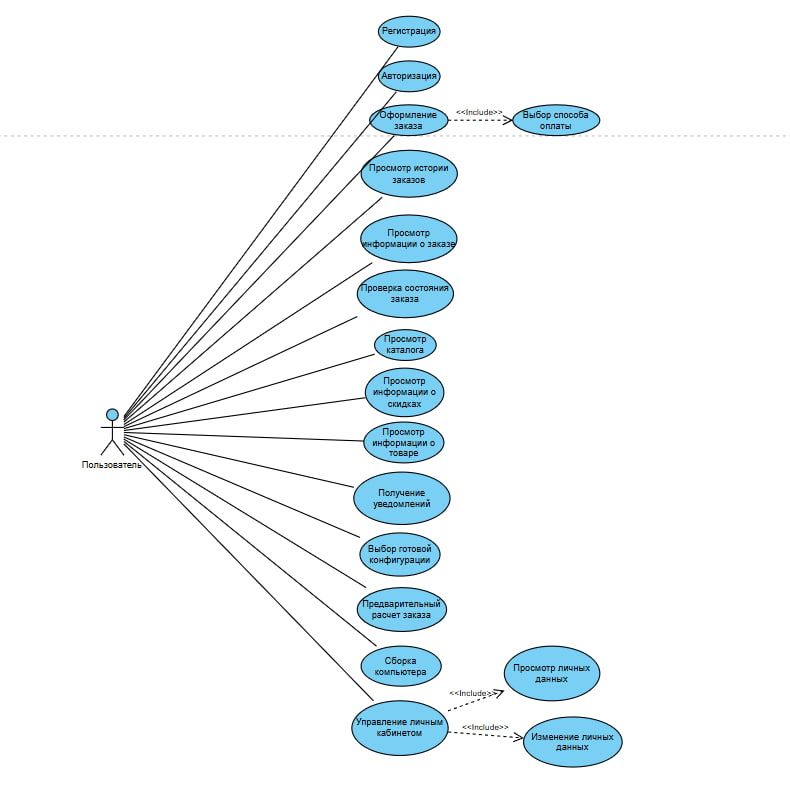 Регистрация
Авторизация
Оформление
заказа
<<Include>>
Выбор способа
оплаты
Просмотр истории
заказов
Просмотр
информации о заказе
Проверка состояния
заказа
Просмотр
каталога
Просмотр
информации о
скидках
Просмотр
информации о
товаре
Пользователь
Получение
уведомлений
Выбор готовой
конфигурации
Предварительный
расчет заказа
Сборка
компьютера
Управление личным
кабинетом
<<Include>>
Просмотр личных
данных
<<Include>>
Изменение личных
данных